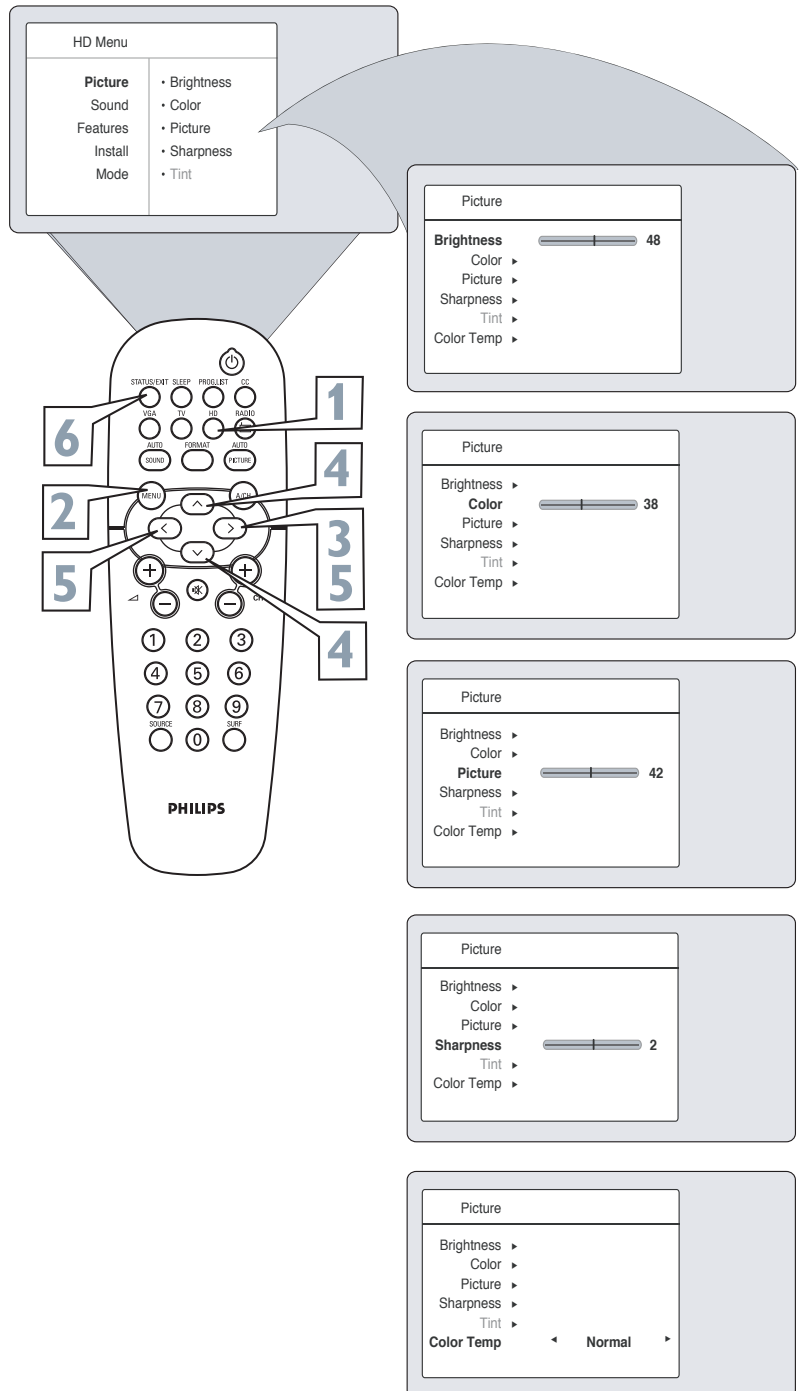 HD Menu
Picture
Sound
Features
Install
Mode
• Brightness
• Color
• Picture
• Sharpness
• Tint
Picture
Brightness 48
Color ▸
Picture ▸
Sharpness ▸
Tint ▸
Color Temp ▸
STATUS/EXIT SLEEP PROG.LIST CC
VGA TV HD RADIO
AUTO FORMAT AUTO
SOUND PICTURE
MENU A/CH
1
6
2
4
3
5
5
4
+ +
− − CH
1 2 3
4 5 6
7 8 9
SOURCE 0 SURF
PHILIPS
Picture
Brightness ▸
Color 38
Picture ▸
Sharpness ▸
Tint ▸
Color Temp ▸
Picture
Brightness ▸
Color ▸
Picture 42
Sharpness ▸
Tint ▸
Color Temp ▸
Picture
Brightness ▸
Color ▸
Picture ▸
Sharpness 2
Tint ▸
Color Temp ▸
Picture
Brightness ▸
Color ▸
Picture ▸
Sharpness ▸
Tint ▸
Color Temp ◂ Normal ▸